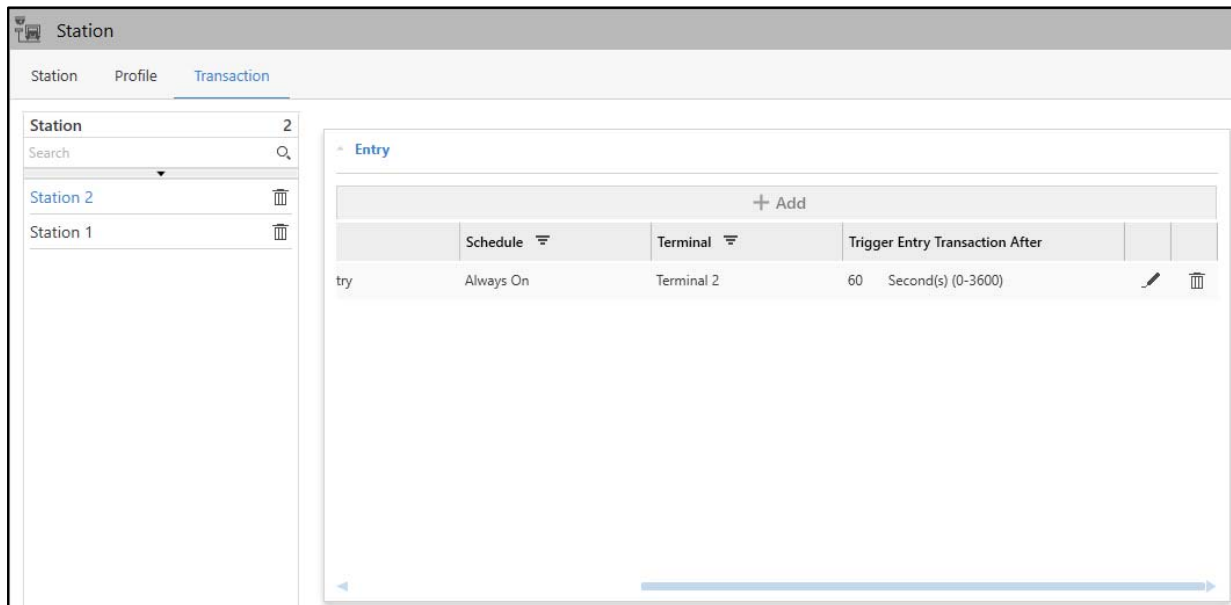 Station
Station Profile Transaction
Station 2
Search
Station 2
Station 1
Entry
+ Add
Schedule Terminal Trigger Entry Transaction After
try Always On Terminal 2 60 Second(s) (0-3600)